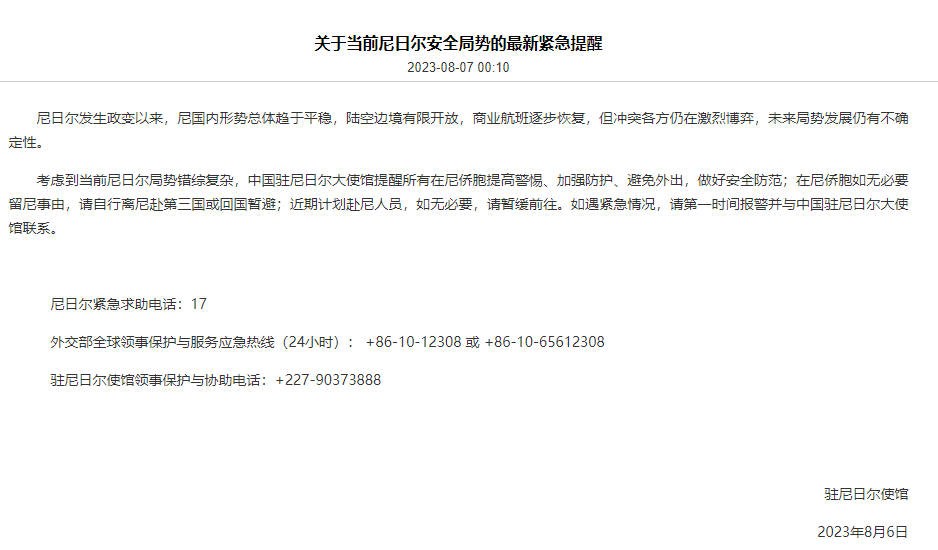 关于当前尼日尔安全局势的最新紧急提醒
2023-08-07 00:10
尼日尔发生政变以来，尼国内形势总体趋于平稳，陆空边境有限开放，商业航班逐步恢复，但冲突各方仍在激烈博弈，未来局势发展仍有不确
定性。
考虑到当前尼日尔局势错综复杂，中国驻尼日尔大使馆提醒所有在尼侨胞提高警惕、加强防护、避免外出，做好安全防范；在尼侨胞如无必要
留尼事由，请自行离尼赴第三国或回国暂避；近期计划赴尼人员，如无必要，请暂缓前往。如遇紧急情况，请第一时间报警并与中国驻尼日尔大使
馆联系。
尼日尔紧急求助电话：17
外交部全球领事保护与服务应急热线（24小时）： +86-10-12308 或 +86-10-65612308
驻尼日尔使馆领事保护与协助电话：+227-90373888
驻尼日尔使馆
2023年8月6日